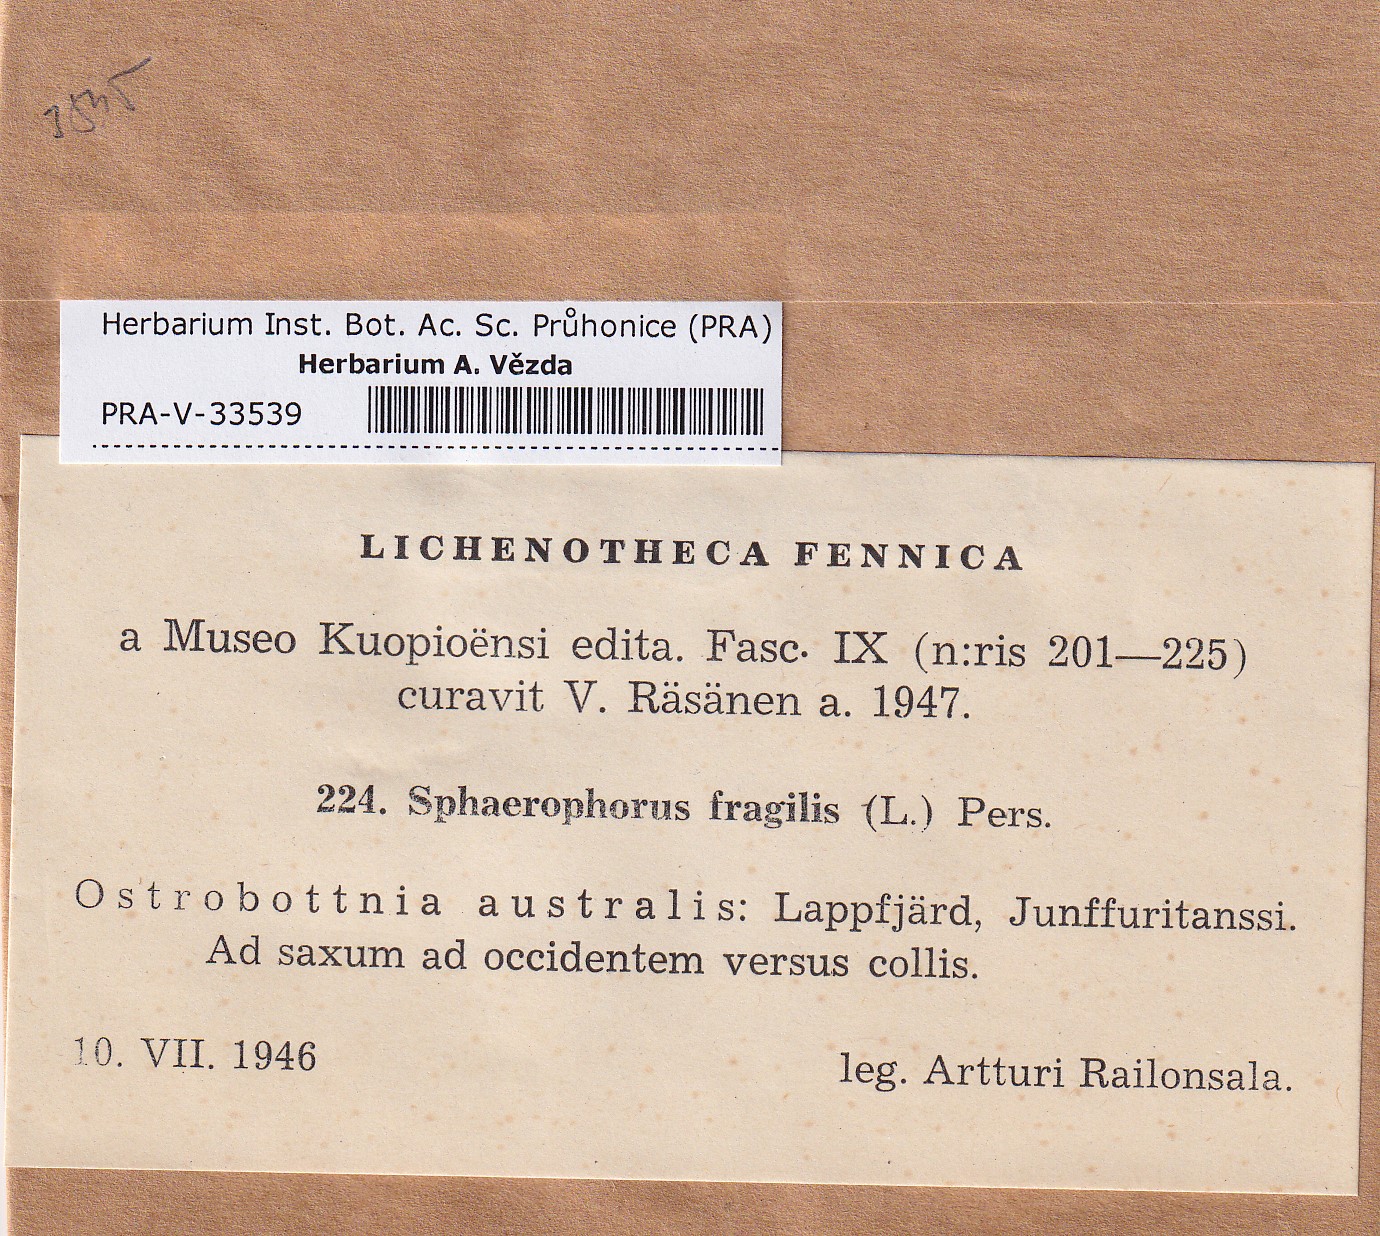 Herbarium Inst. Bot. Ac. Sc. Průhonice (PRA)
Herbarium A. Vězda
PRA-V-33539
LICHENOTHECA FENNICA
a Museo Kuopioënsi edita. Fasc. IX (n:ris 201—225)
curavit V. Räsänen a. 1947.
224. Sphaerophorus fragilis (L.) Pers.
Ostrobottnia australis: Lappfjärd, Junffuritanssi.
Ad saxum ad occidentem versus collis.
10. VII. 1946
leg. Artturi Railonsala.